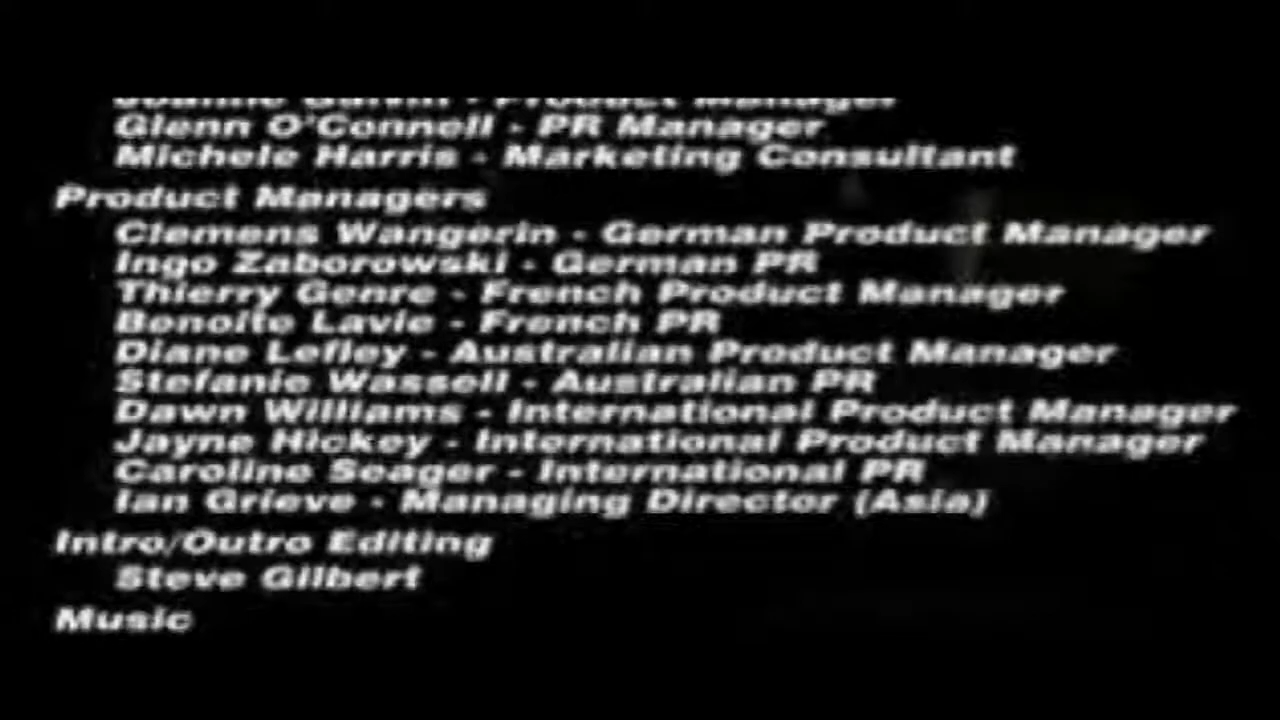 - Product Manager
Glenn O'Connell - PR Manager
Michele Harris - Marketing Consultant
Product Managers
Clemens Wangerin - German Product Manager
Ingo Zaborowski - German PR
Thierry Genre - French Product Manager
Benoite Lavie - French PR
Diane Lefley - Australian Product Manager
Stefanie Wassell - Australian PR
Dawn Williams - International Product Manager
Jayne Hickey - International Product Manager
Caroline Seager - International PR
Ian Grieve - Managing Director (Asia)
Intro/Outro Editing
Steve Gilbert
Music